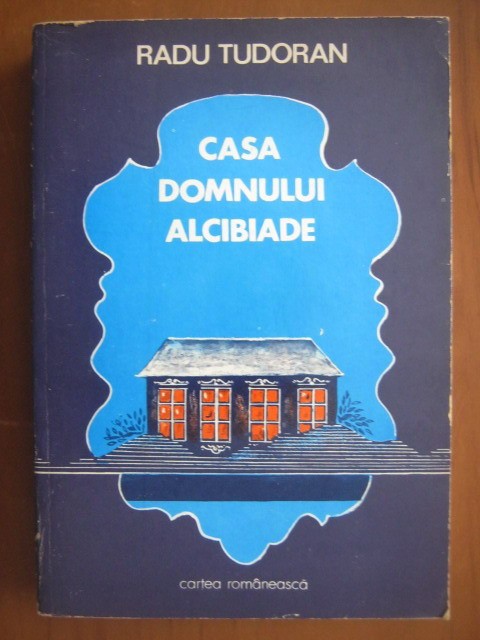 RADU TUDORAN
CASA
DOMNULUI
ALCIBIADE
cartea românească